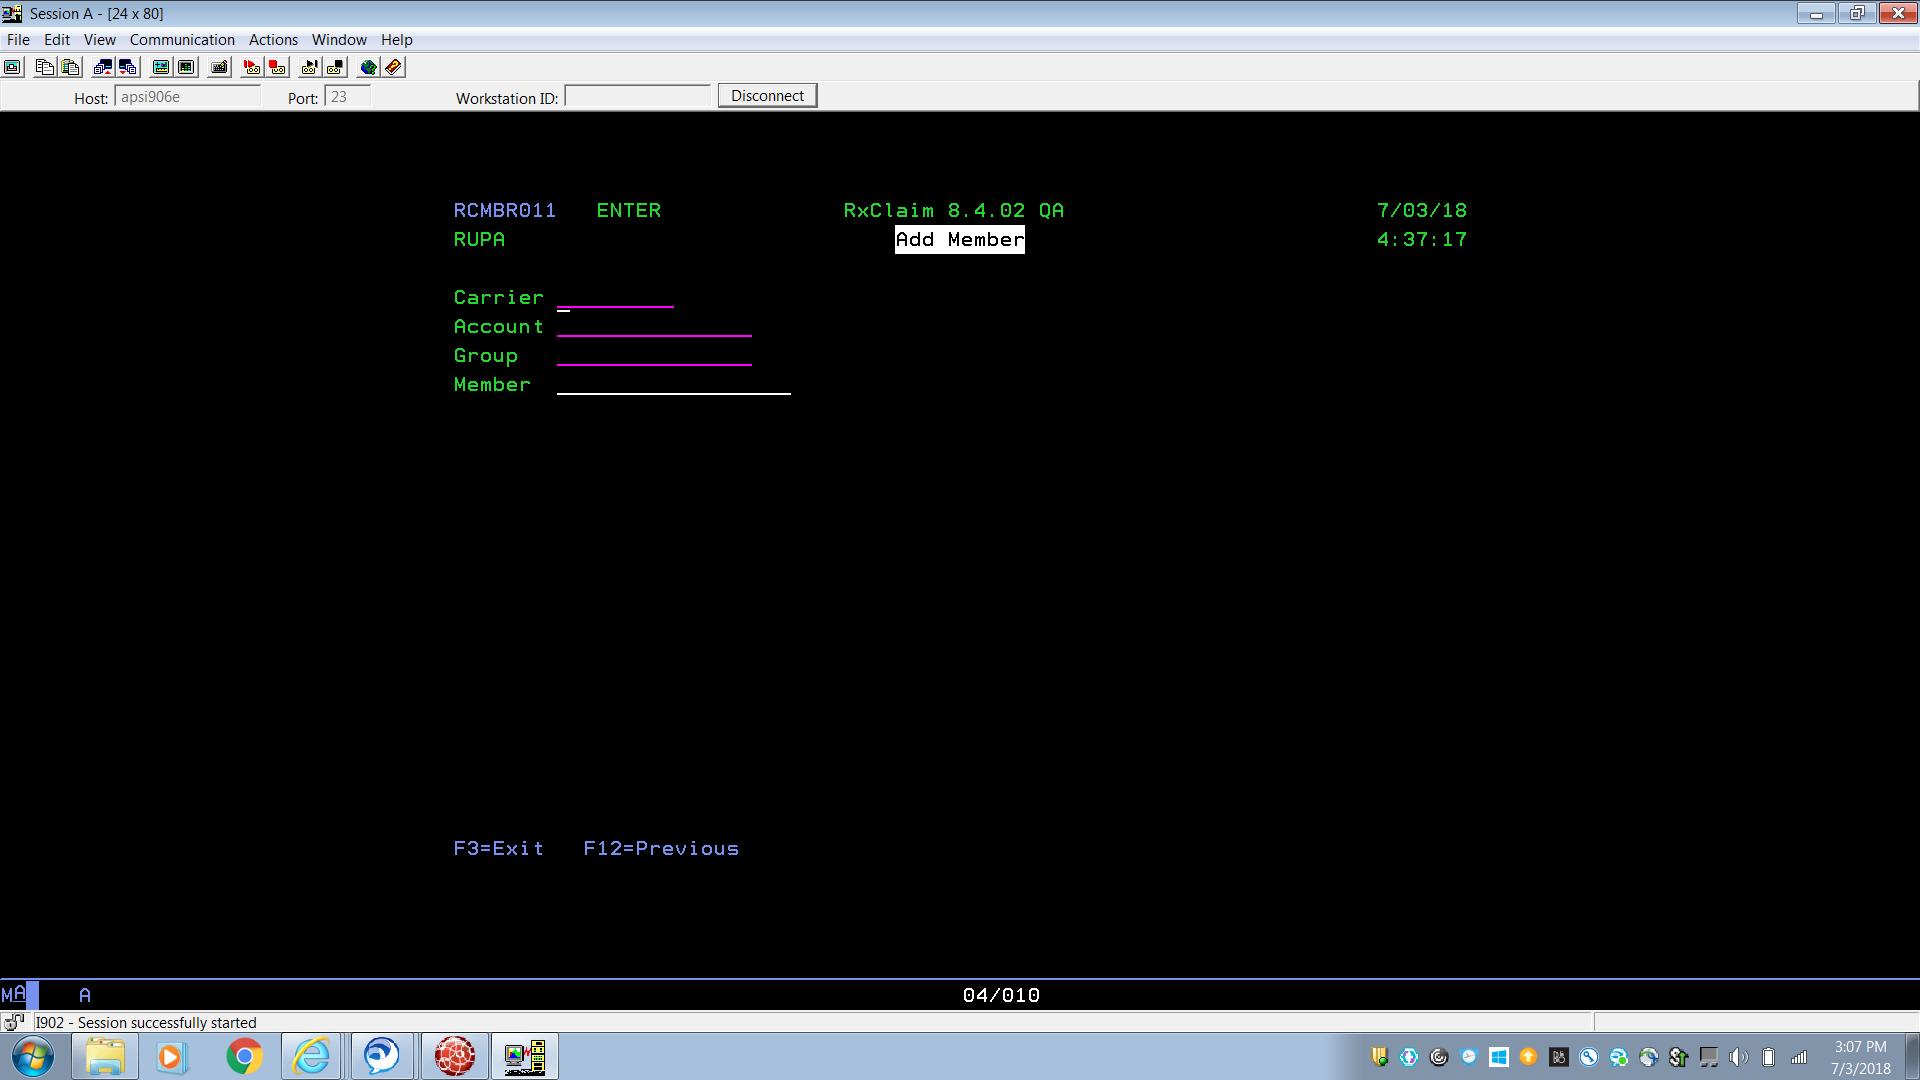 Session A - [24 x 80]
File Edit View Communication Actions Window Help
Host: apsi906e Port: 23 Workstation ID: Disconnect
RCMBR011 ENTER RxClaim 8.4.02 QA 7/03/18
RUPA Add Member 4:37:17
Carrier
Account
Group
Member
F3=Exit F12=Previous
MA A 04/010
I902 - Session successfully started
3:07 PM
7/3/2018